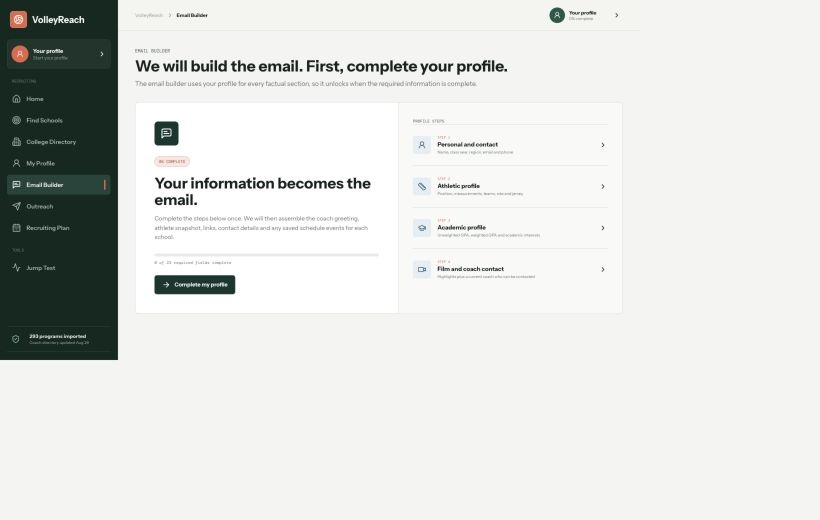 VolleyReach
Your profile
Start your profile
RECRUITING
Home
Find Schools
College Directory
My Profile
Email Builder
Outreach
Recruiting Plan
TOOLS
Jump Test
293 programs imported
Coach directory updated Aug
VolleyReach > Email Builder
Your profile
0% complete
EMAIL BUILDER
We will build the email. First, complete your profile.
The email builder uses your profile for every factual section, so it unlocks when the required information is complete.
0% COMPLETE
Your information becomes the
email.
Complete the steps below once. We will then assemble the coach greeting,
athlete snapshot, links, contact details and any saved schedule events for each
school.
0 of 23 required fields complete
Complete my profile
PROFILE STEPS
STEP 1
Personal and contact
Name, class year, region, email and phone
STEP 2
Athletic profile
Position, measurements, teams, role and jersey
STEP 3
Academic profile
Unweighted GPA, weighted GPA and academic interests
STEP 4
Film and coach contact
Highlights plus a current coach who can be contacted